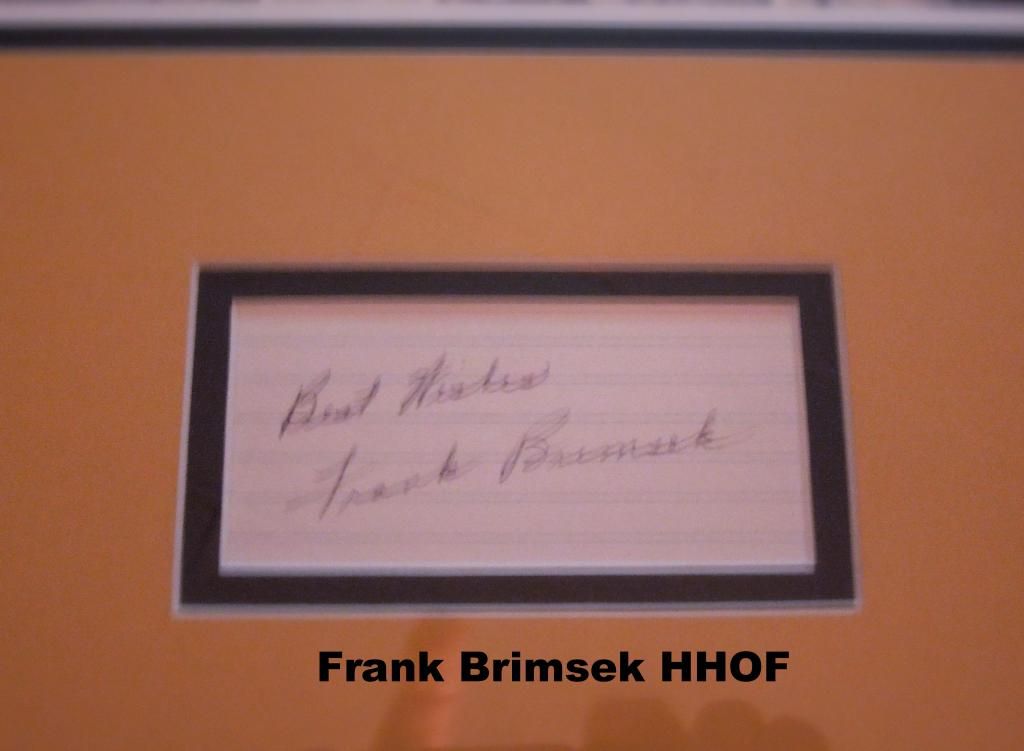 Best Wishes
Frank Brimsek
Frank Brimsek HHOF